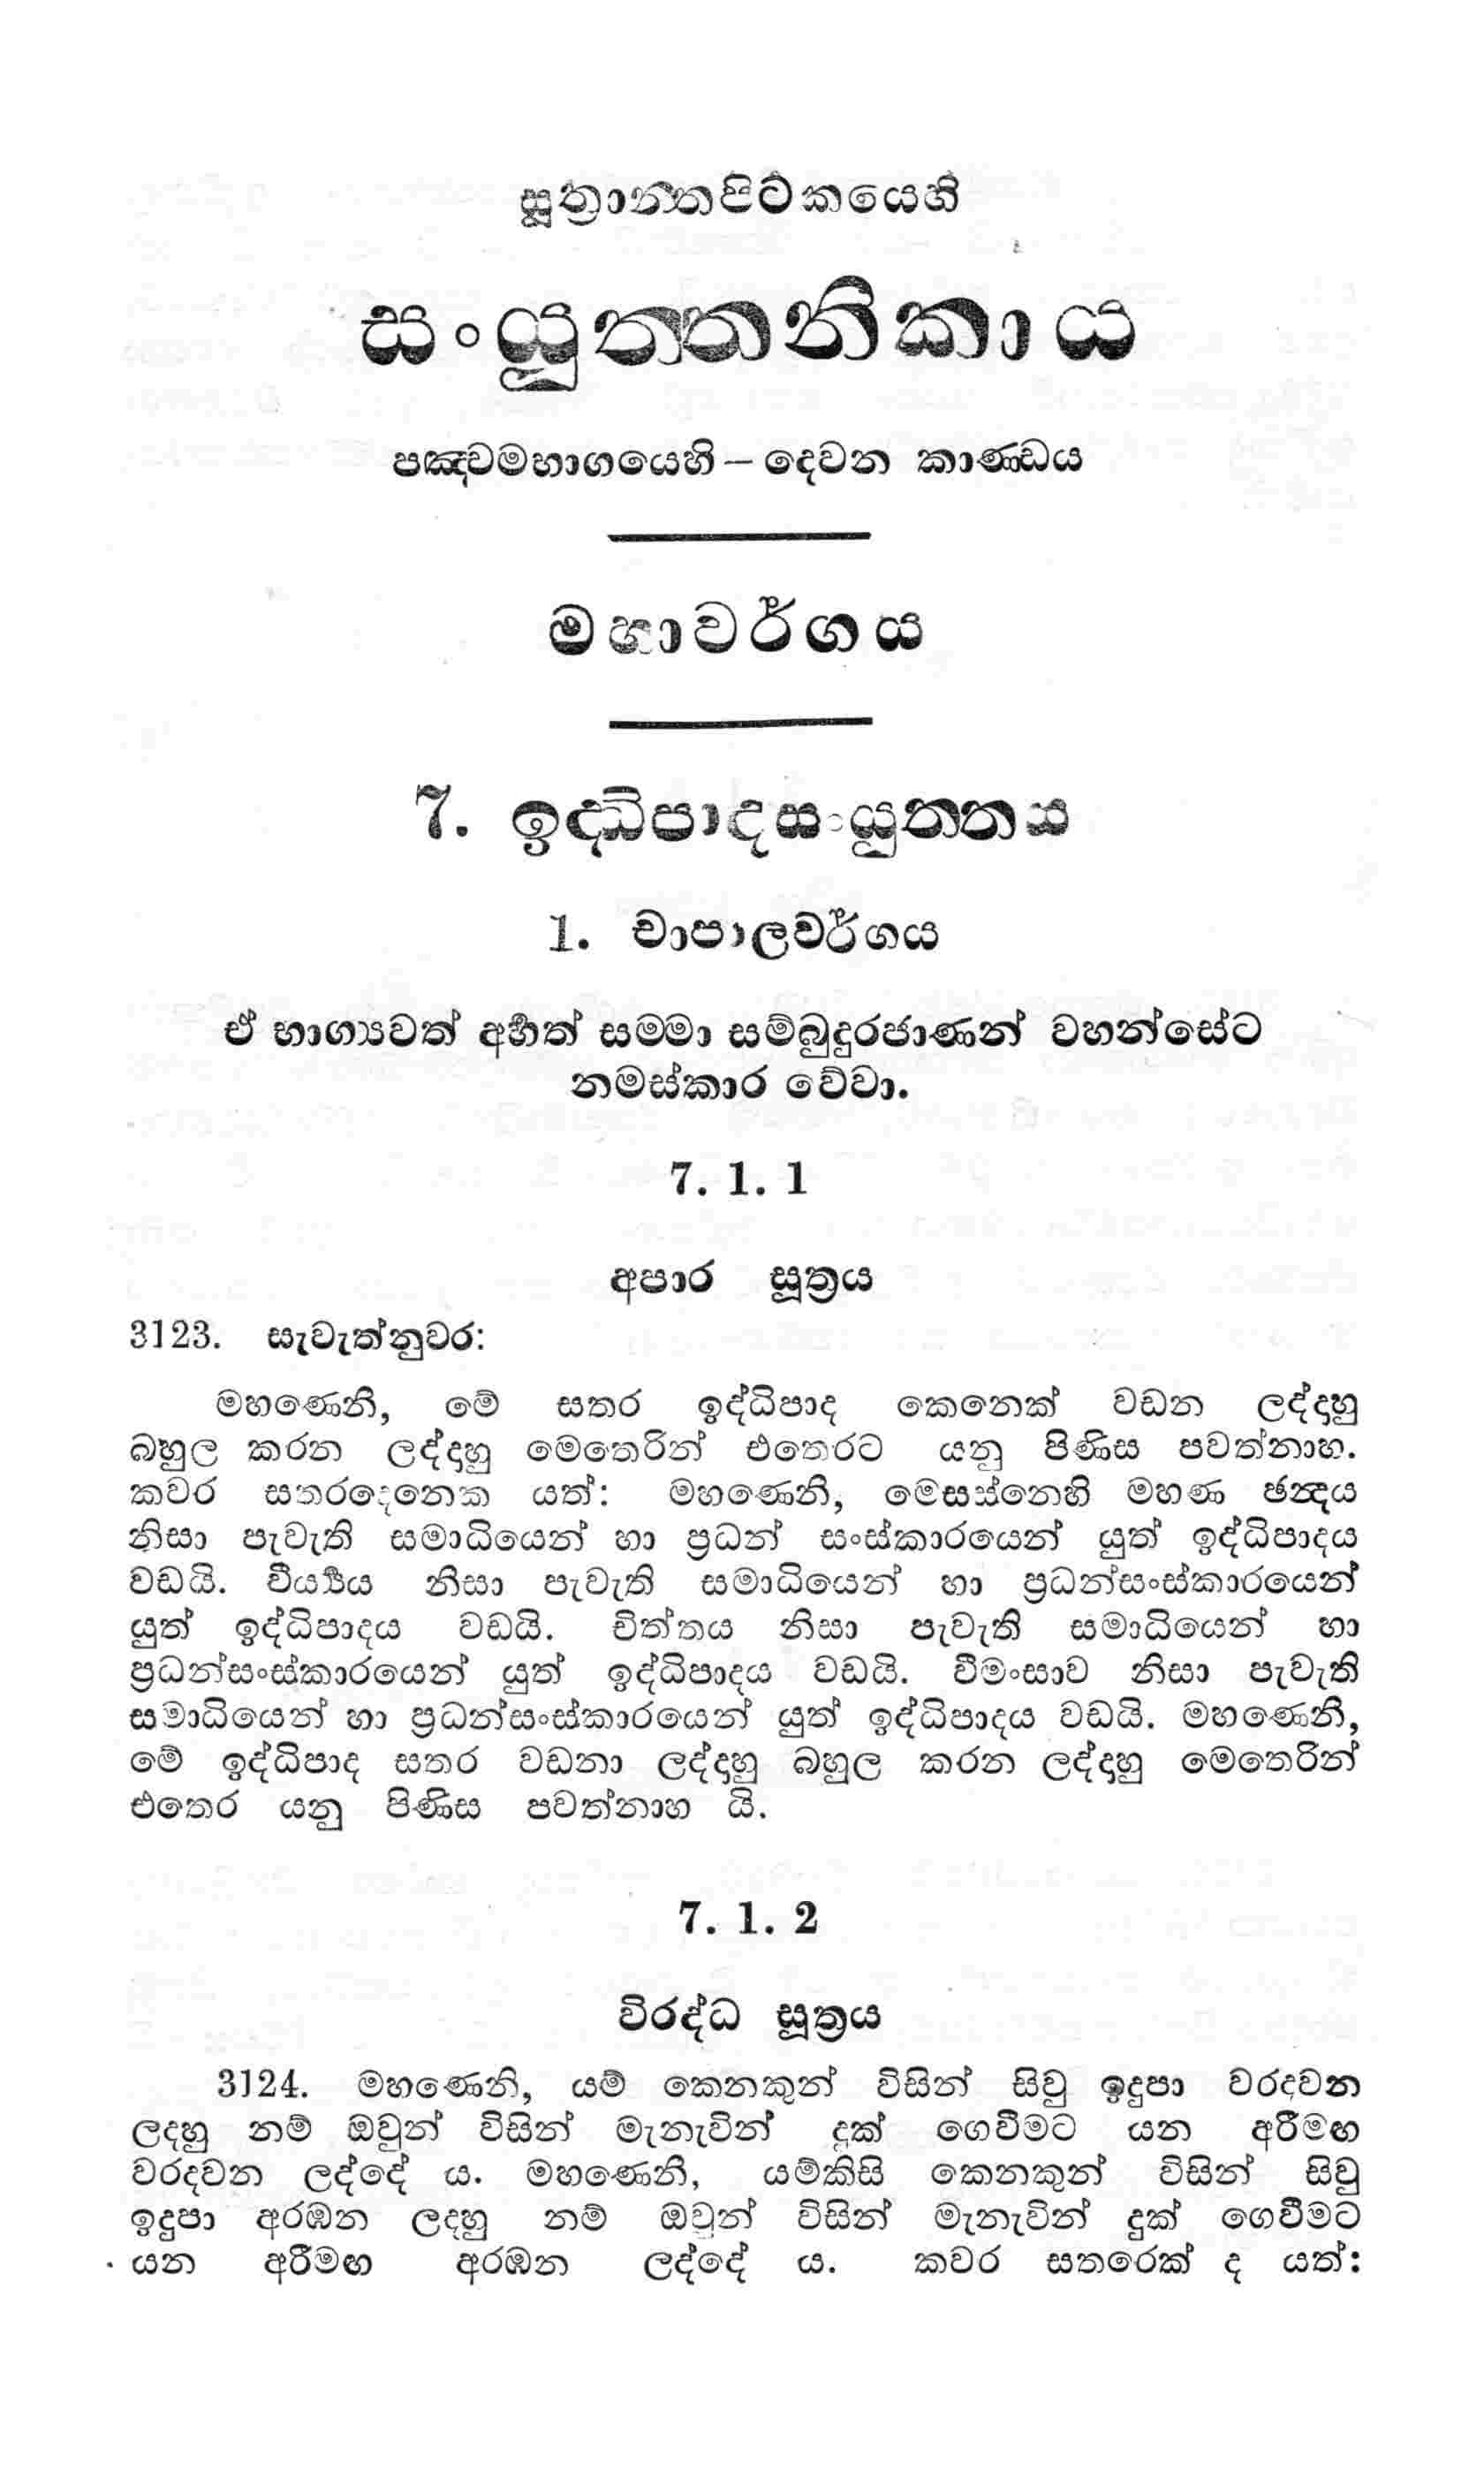 සූත්‍රාන්තපිටකයෙහි
සංයුත්තනිකාය
පඤ්චමභාගයෙහි – දෙවන කාණ්ඩය
මහාවර්ගය
7. ඉද්ධිපාදසංයුත්තය
1. චාපාලවර්ගය
ඒ භාග්‍යවත් අර්හත් සම්මා සම්බුදුරජාණන් වහන්සේට
නමස්කාර වේවා.
7. 1. 1
අපාර සූත්‍රය
3123. සැවැත්නුවර:
මහණෙනි, මේ සතර ඉද්ධිපාද කෙනෙක් වඩන ලද්දාහු
බහුල කරන ලද්දාහු මෙතෙරින් එතෙරට යනු පිණිස පවත්නාහ.
කවර සතරදෙනෙක යත්: මහණෙනි, මෙසස්නෙහි මහණ ඡන්‍දය
නිසා පැවැති සමාධියෙන් හා ප්‍රධන් සංස්කාරයෙන් යුත් ඉද්ධිපාදය
වඩයි. වීර්‍ය්‍යය නිසා පැවැති සමාධියෙන් හා ප්‍රධන්සංස්කාරයෙන්
යුත් ඉද්ධිපාදය වඩයි. චිත්තය නිසා පැවැති සමාධියෙන් හා
ප්‍රධන්සංස්කාරයෙන් යුත් ඉද්ධිපාදය වඩයි. වීමංසාව නිසා පැවැති
සමාධියෙන් හා ප්‍රධන්සංස්කාරයෙන් යුත් ඉද්ධිපාදය වඩයි. මහණෙනි,
මේ ඉද්ධිපාද සතර වඩනා ලද්දාහු බහුල කරන ලද්දාහු මෙතෙරින්
එතෙර යනු පිණිස පවත්නාහ යි.
7. 1. 2
විරද්ධ සූත්‍රය
3124. මහණෙනි, යම් කෙනකුන් විසින් සිවු ඉදුපා වරදවන
ලදහු නම් ඔවුන් විසින් මැනැවින් දුක් ගෙවීමට යන අරීමඟ
වරදවන ලද්දේ ය. මහණෙනි, යම්කිසි කෙනකුන් විසින් සිවු
ඉදුපා අරඹන ලදහු නම් ඔවුන් විසින් මැනැවින් දුක් ගෙවීමට
යන අරීමඟ අරඹන ලද්දේ ය. කවර සතරෙක් ද යත්: